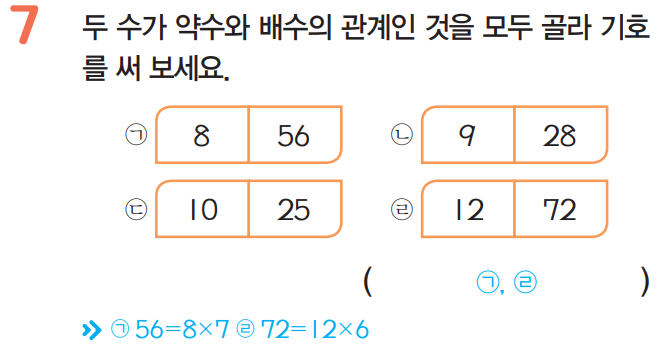 7 두 수가 약수와 배수의 관계인 것을 모두 골라 기호
를 써 보세요.
㉠ 8 56 ㉡ 9 28
㉢ 10 25 ㉣ 12 72
( ㉠, ㉣ )
≫ ㉠ 56=8×7 ㉣ 72=12×6